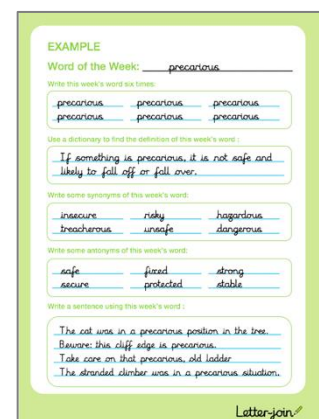 EXAMPLE
Word of the Week: precarious
Write this week's word six times:
precarious precarious precarious
precarious precarious precarious
Use a dictionary to find the definition of this week's word :
If something is precarious, it is not safe and
likely to fall off or fall over.
Write some synonyms of this week's word:
insecure risky hazardous
treacherous unsafe dangerous
Write some antonyms of this week's word:
safe fixed strong
secure protected stable
Write a sentence using this week's word :
The cat was in a precarious position in the tree.
Beware: this cliff edge is precarious.
Take care on that precarious, old ladder
The stranded climber was in a precarious situation.
Letter-join